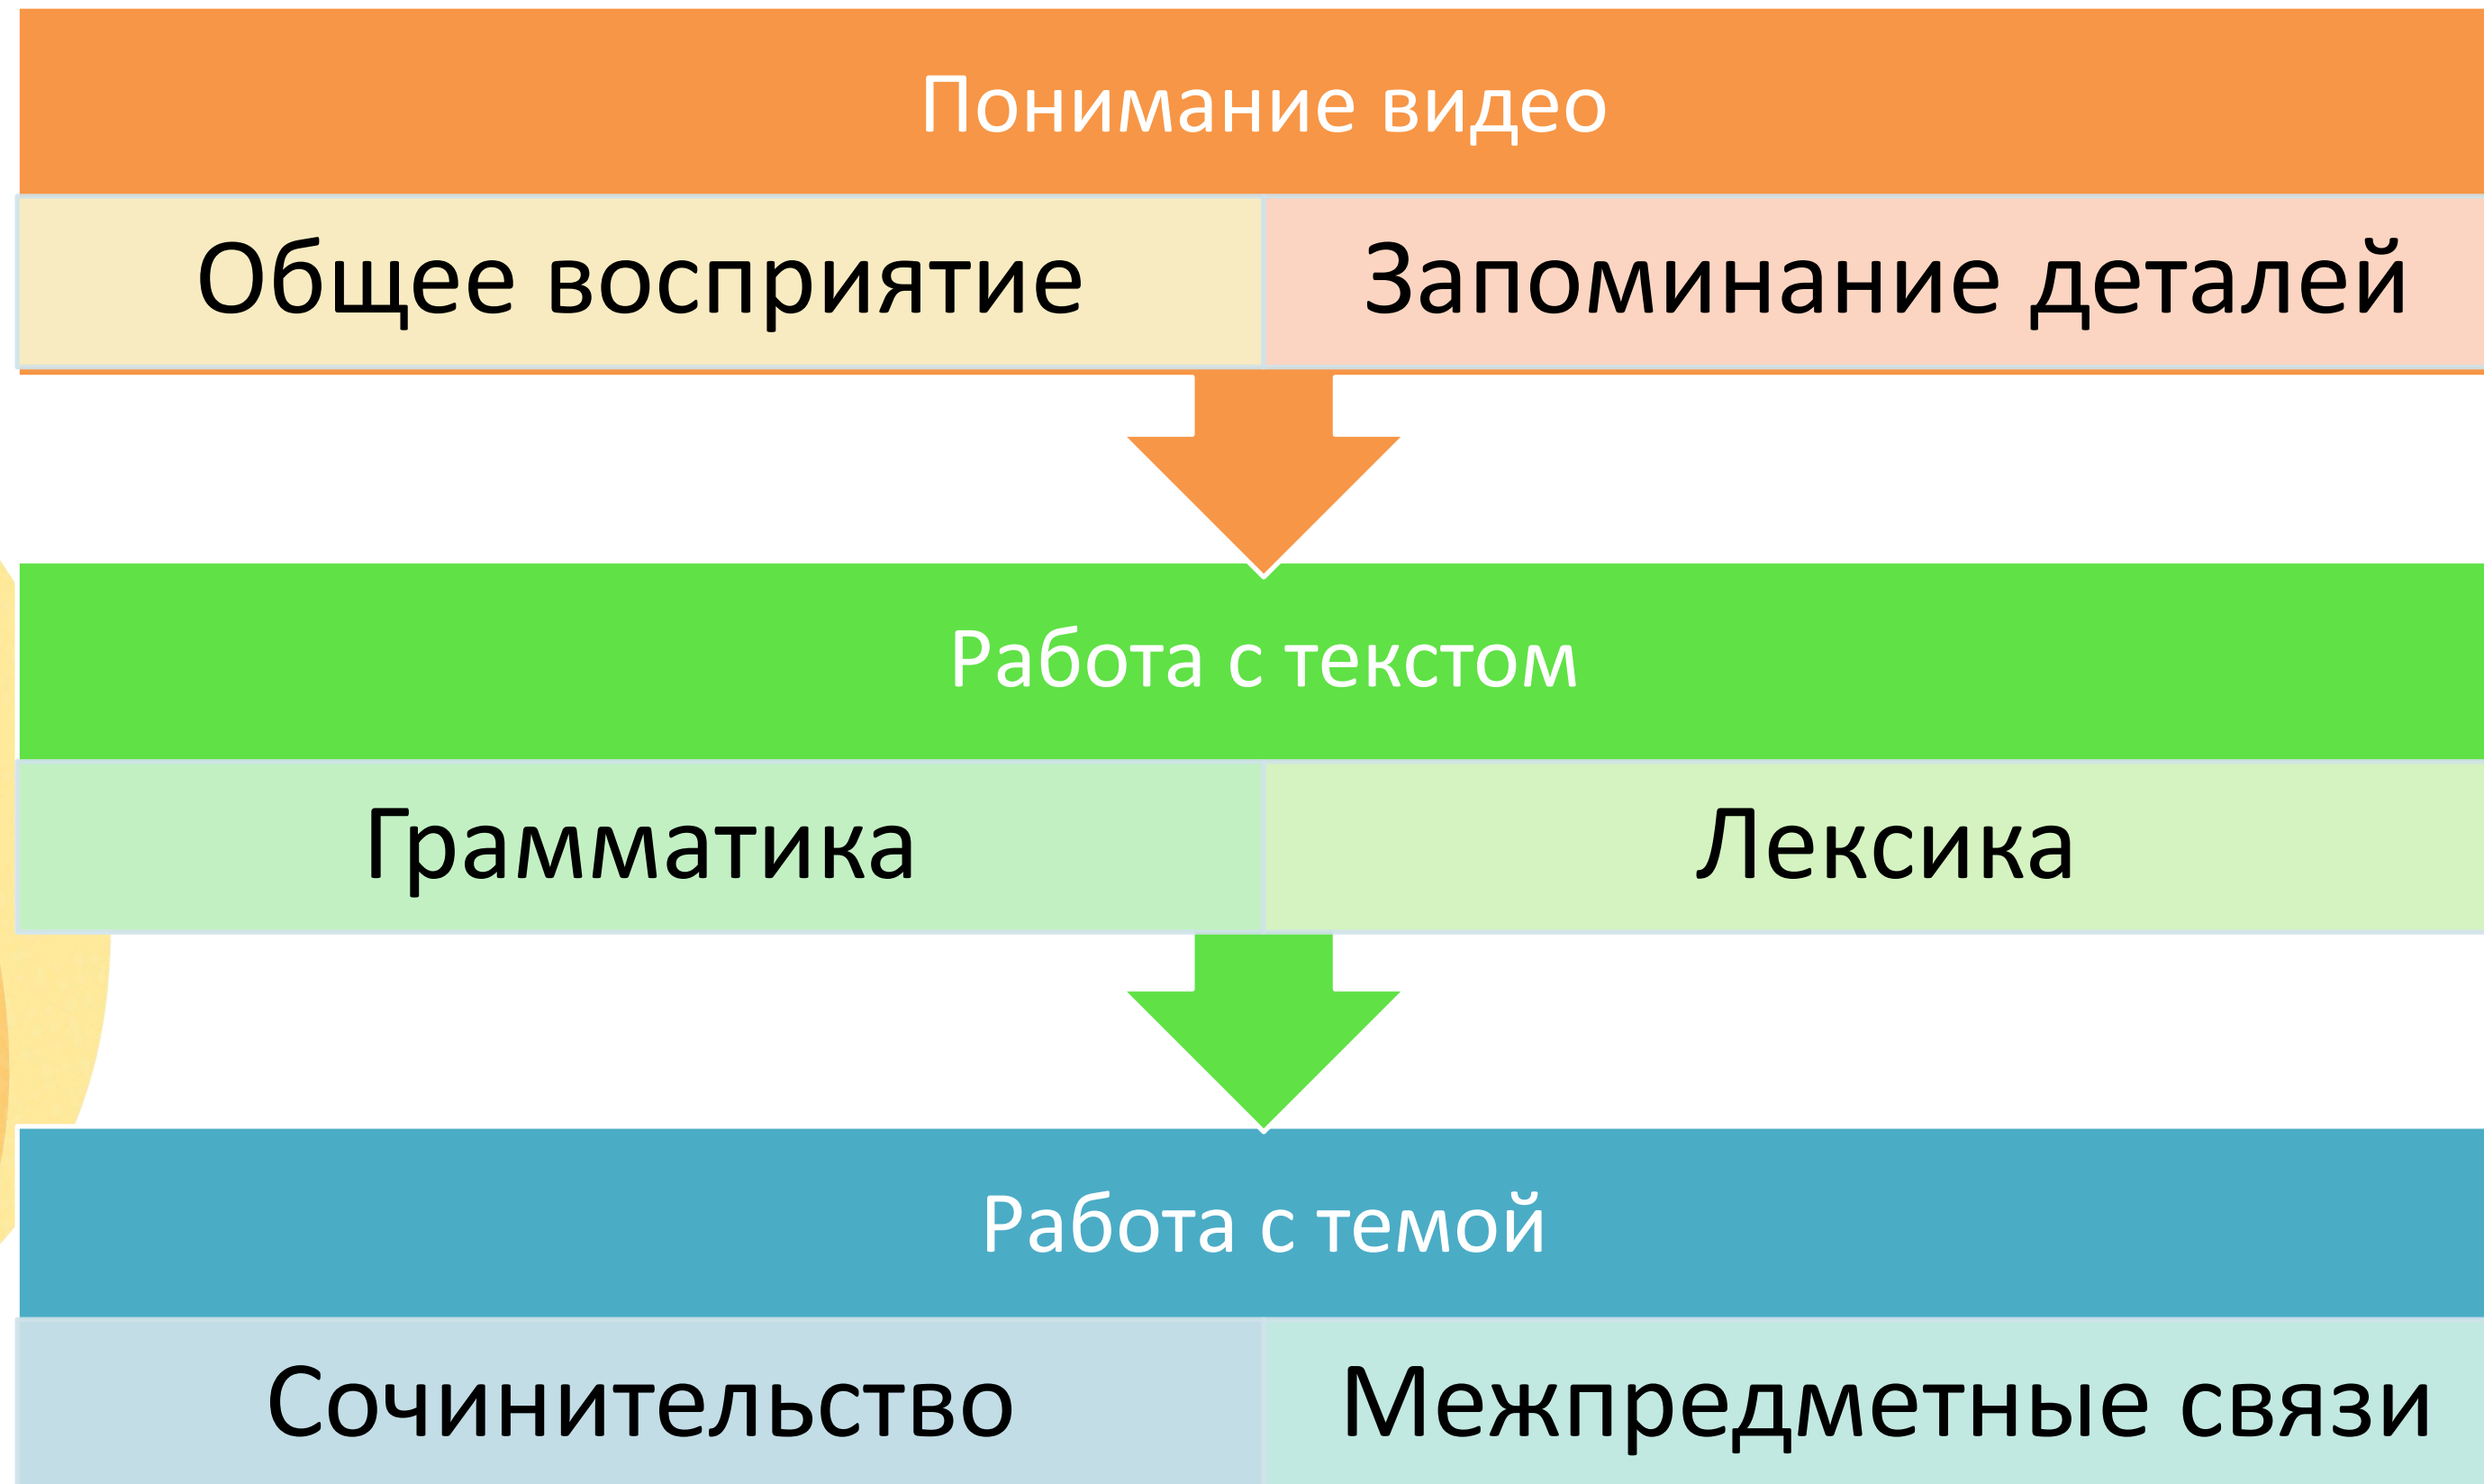 Понимание видео
Общее восприятие Запоминание деталей
Работа с текстом
Грамматика Лексика
Работа с темой
Сочинительство Межпредметные связи